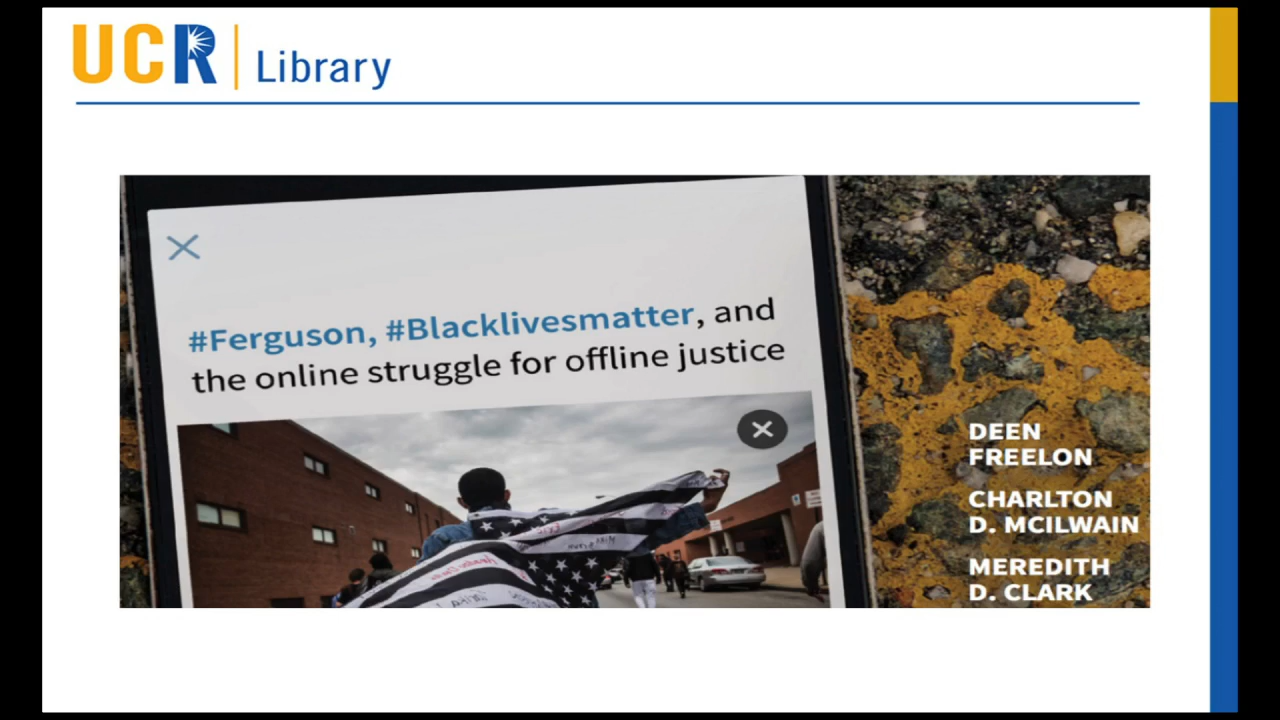 UCR Library
#Ferguson, #Blacklivesmatter, and
the online struggle for offline justice
DEEN
FREELON
CHARLTON
D. MCILWAIN
MEREDITH
D. CLARK